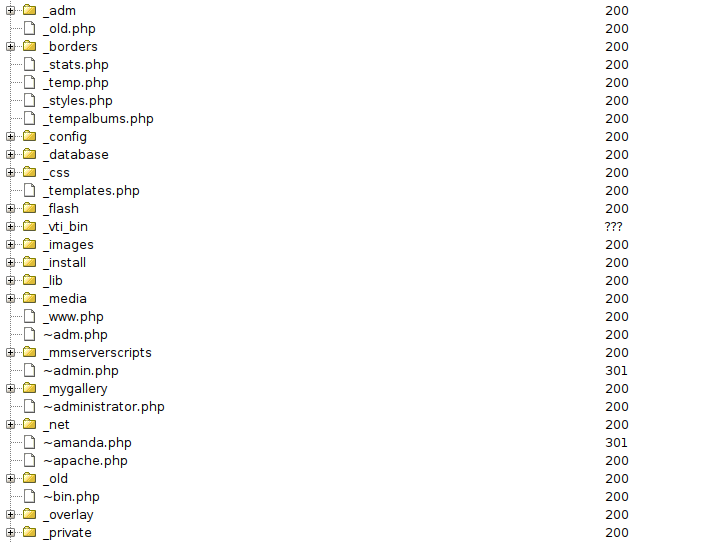 _adm 200
_old.php 200
_borders 200
_stats.php 200
_temp.php 200
_styles.php 200
_tempalbums.php 200
_config 200
_database 200
_css 200
_templates.php 200
_flash 200
_vti_bin ???
_images 200
_install 200
_lib 200
_media 200
_www.php 200
~adm.php 200
_mmserverscripts 200
~admin.php 301
_mygallery 200
~administrator.php 200
_net 200
~amanda.php 301
~apache.php 200
_old 200
~bin.php 200
_overlay 200
_private 200